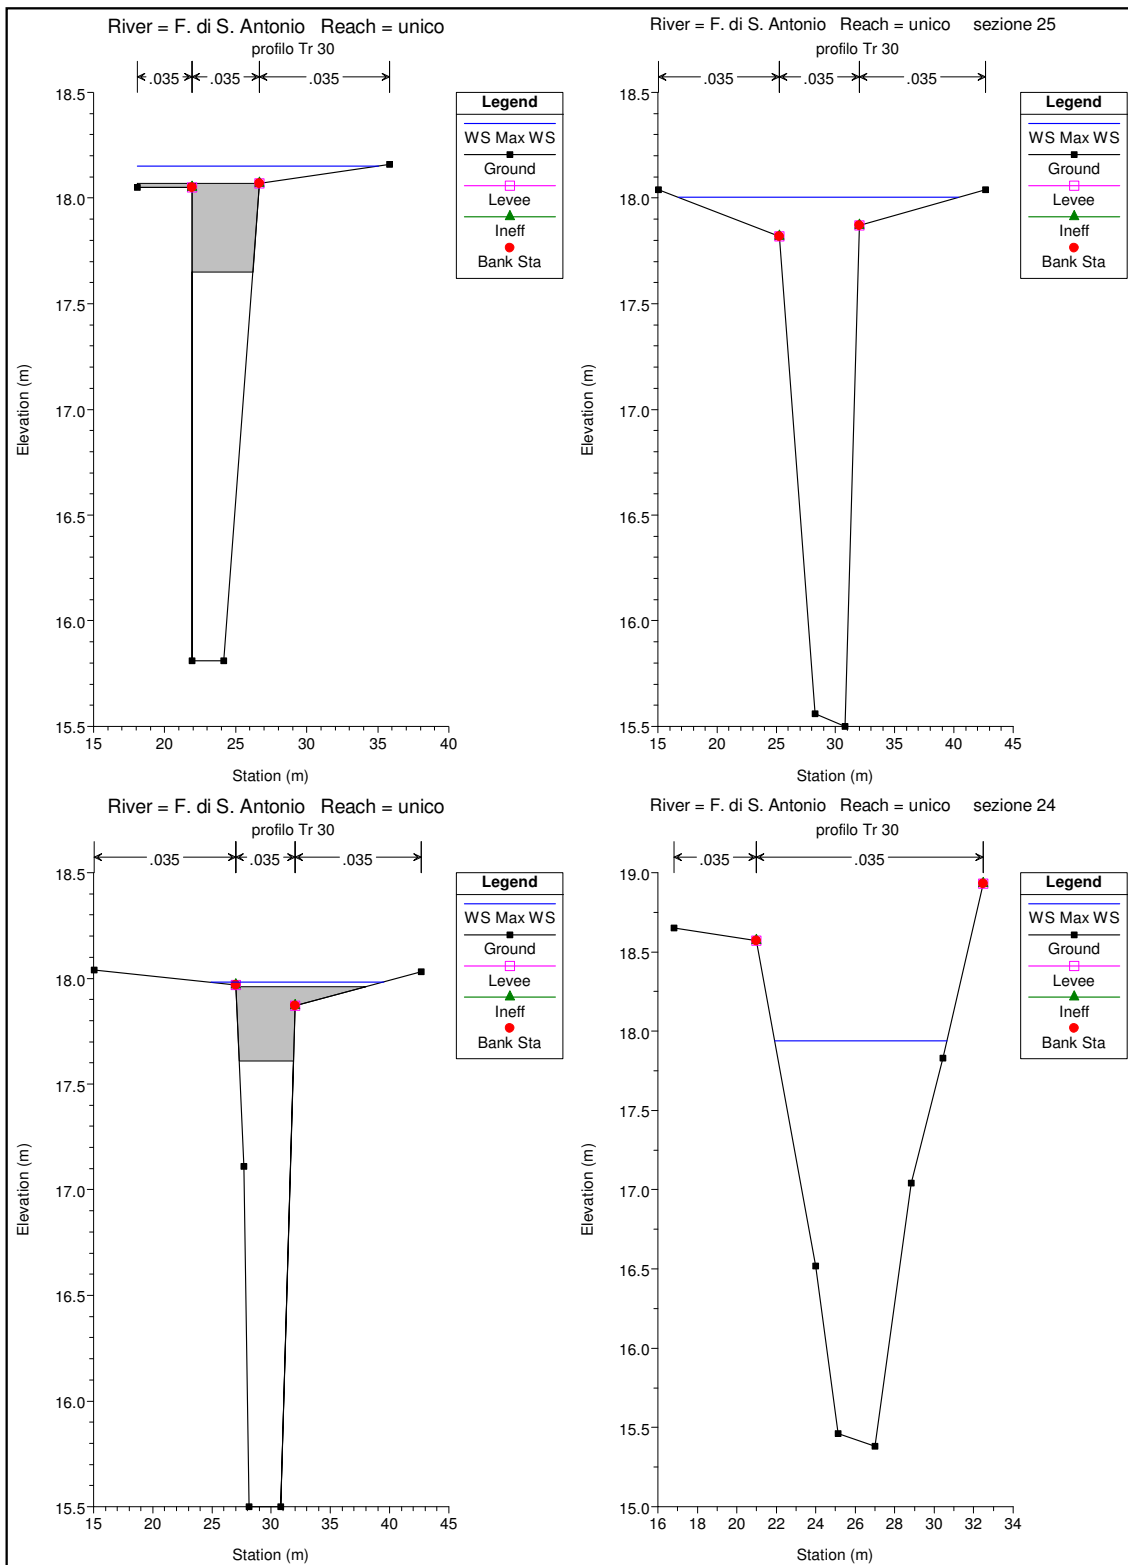 River = F. di S. Antonio   Reach = unico
profilo Tr 30
.035 .035 .035
18.5
18.0
17.5
17.0
16.5
16.0
15.5
15 20 25 30 35 40
Elevation (m)
Station (m)
Legend
WS Max WS
Ground
Levee
Ineff
Bank Sta
River = F. di S. Antonio   Reach = unico   sezione 25
profilo Tr 30
.035 .035 .035
18.5
18.0
17.5
17.0
16.5
16.0
15.5
15 20 25 30 35 40 45
Elevation (m)
Station (m)
Legend
WS Max WS
Ground
Levee
Ineff
Bank Sta
River = F. di S. Antonio   Reach = unico
profilo Tr 30
.035 .035 .035
18.5
18.0
17.5
17.0
16.5
16.0
15.5
15 20 25 30 35 40 45
Elevation (m)
Station (m)
Legend
WS Max WS
Ground
Levee
Ineff
Bank Sta
River = F. di S. Antonio   Reach = unico   sezione 24
profilo Tr 30
.035 .035
19.0
18.5
18.0
17.5
17.0
16.5
16.0
15.5
15.0
16 18 20 22 24 26 28 30 32 34
Elevation (m)
Station (m)
Legend
WS Max WS
Ground
Levee
Ineff
Bank Sta